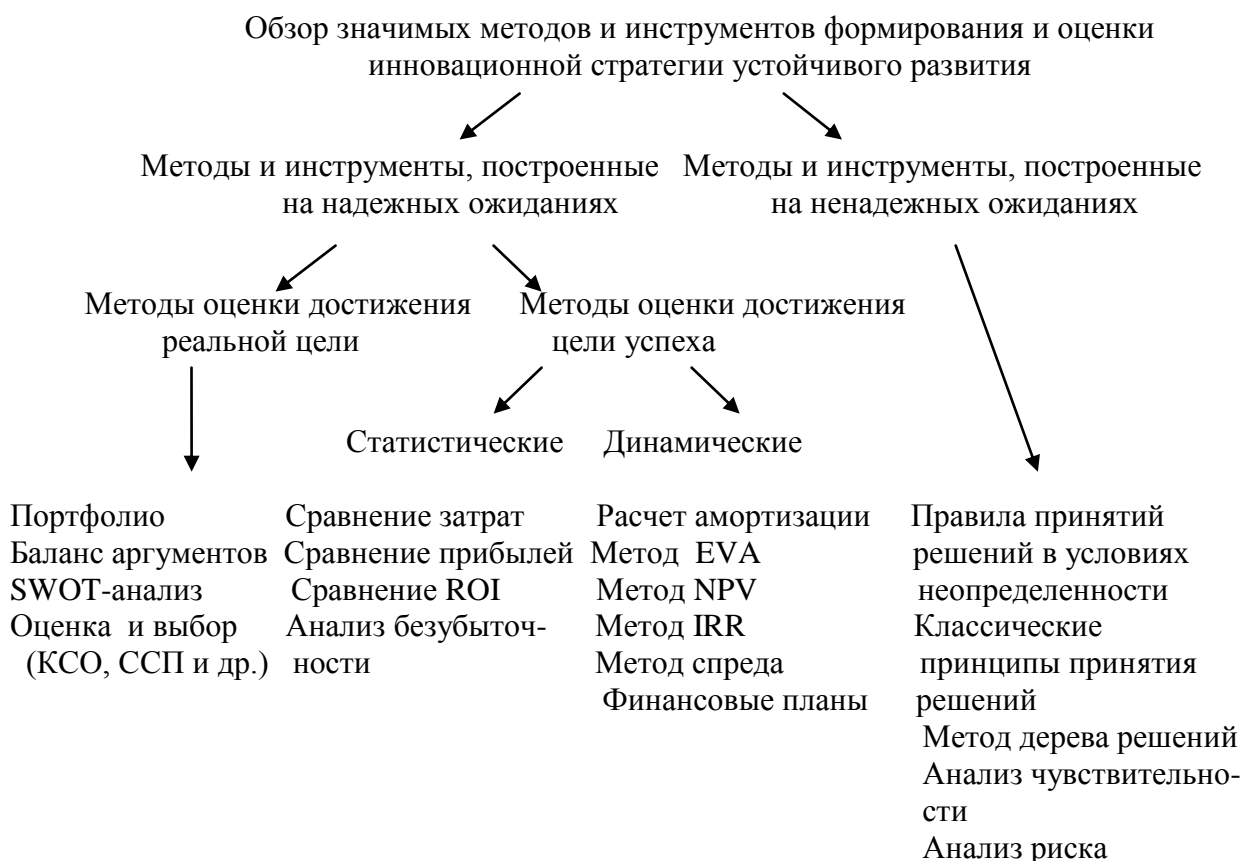 Обзор значимых методов и инструментов формирования и оценки
инновационной стратегии устойчивого развития
Методы и инструменты, построенные
на надежных ожиданиях
Методы и инструменты, построенные
на ненадежных ожиданиях
Методы оценки достижения
реальной цели
Методы оценки достижения
цели успеха
Статистические
Динамические
Портфолио
Баланс аргументов
SWOT-анализ
Оценка и выбор
(КСО, ССП и др.)
Сравнение затрат
Сравнение прибылей
Сравнение ROI
Анализ безубыточ-
ности
Расчет амортизации
Метод EVA
Метод NPV
Метод IRR
Метод спреда
Финансовые планы
Правила принятий
решений в условиях
неопределенности
Классические
принципы принятия
решений
Метод дерева решений
Анализ чувствительно-
сти
Анализ риска